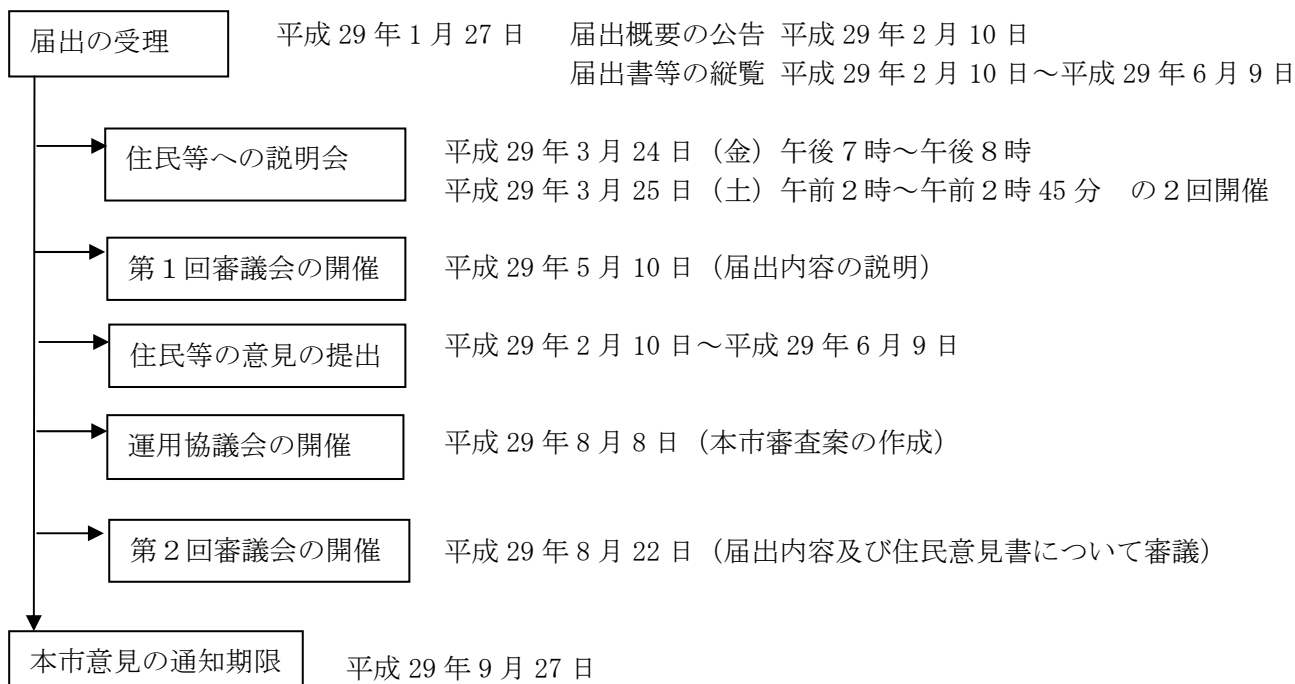 届出の受理 平成 29 年 1 月 27 日 届出概要の公告 平成 29 年 2 月 10 日
届出書等の縦覧 平成 29 年 2 月 10 日～平成 29 年 6 月 9 日
住民等への説明会 平成 29 年 3 月 24 日（金）午後７時～午後８時
平成 29 年 3 月 25 日（土）午前２時～午前２時 45 分　の２回開催
第１回審議会の開催 平成 29 年 5 月 10 日（届出内容の説明）
住民等の意見の提出 平成 29 年 2 月 10 日～平成 29 年 6 月 9 日
運用協議会の開催 平成 29 年 8 月 8 日（本市審査案の作成）
第２回審議会の開催 平成 29 年 8 月 22 日（届出内容及び住民意見書について審議）
本市意見の通知期限 平成 29 年 9 月 27 日